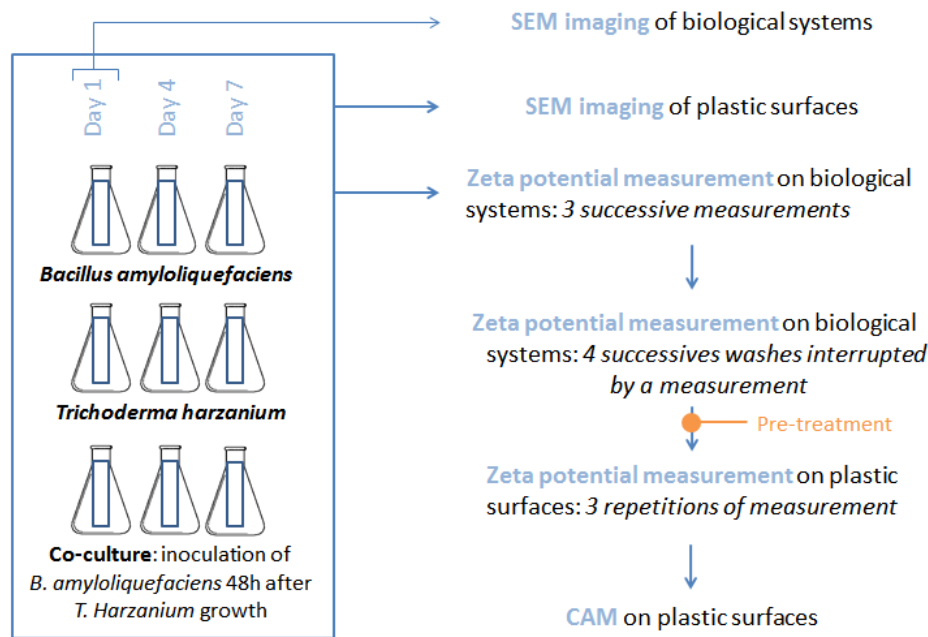 SEM imaging of biological systems
Day 1
Day 4
Day 7
SEM imaging of plastic surfaces
Zeta potential measurement on biological
systems: 3 successive measurements
Bacillus amyloliquefaciens
Zeta potential measurement on biological
systems: 4 successives washes interrupted
by a measurement
Trichoderma harzanium
Pre-treatment
Zeta potential measurement on plastic
surfaces: 3 repetitions of measurement
Co-culture: inoculation of
B. amyloliquefaciens 48h after
T. Harzanium growth
CAM on plastic surfaces